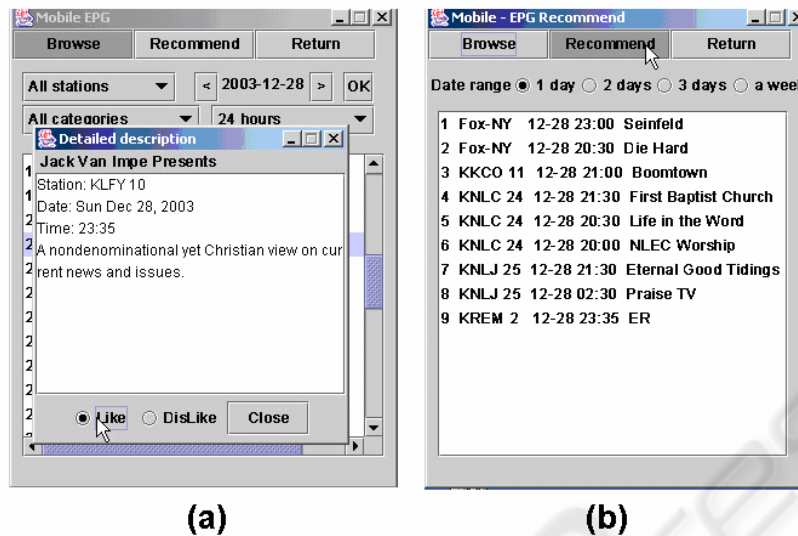 Mobile EPG
Browse Recommend Return
All stations < 2003-12-28 > OK
All categories 24 hours
Detailed description
Jack Van Impe Presents
Station: KLFY 10
Date: Sun Dec 28, 2003
Time: 23:35
A nondenominational yet Christian view on cur
rent news and issues.
Like DisLike Close
(a)
Mobile - EPG Recommend
Browse Recommend Return
Date range 1 day 2 days 3 days a week
1 Fox-NY 12-28 23:00 Seinfeld
2 Fox-NY 12-28 20:30 Die Hard
3 KKCO 11 12-28 21:00 Boomtown
4 KNLC 24 12-28 21:30 First Baptist Church
5 KNLC 24 12-28 20:30 Life in the Word
6 KNLC 24 12-28 20:00 NLEC Worship
7 KNLJ 25 12-28 21:30 Eternal Good Tidings
8 KNLJ 25 12-28 02:30 Praise TV
9 KREM 2 12-28 23:35 ER
(b)